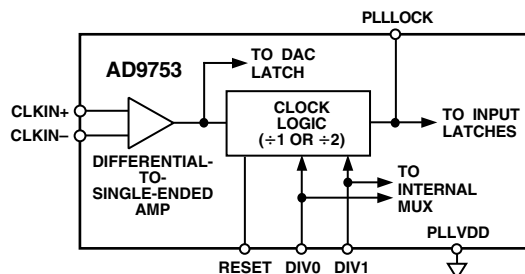 PLLLOCK
AD9753
TO DAC
LATCH
CLKIN+
CLKIN–
CLOCK
LOGIC
(÷1 OR ÷2)
TO INPUT
LATCHES
DIFFERENTIAL-
TO-
SINGLE-ENDED
AMP
TO
INTERNAL
MUX
PLLVDD
RESET
DIV0
DIV1